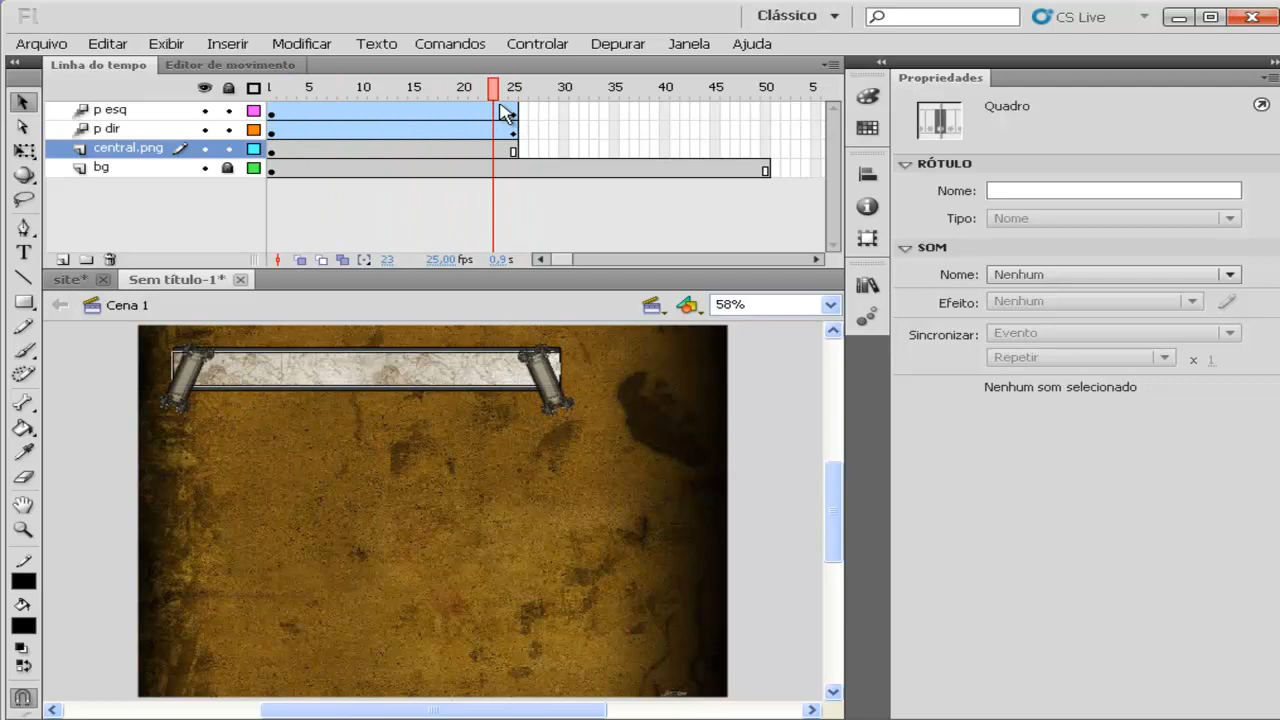 Fl Clássico CS Live
Arquivo Editar Exibir Inserir Modificar Texto Comandos Controlar Depurar Janela Ajuda
Linha do tempo Editor de movimento
5 10 15 20 25 30 35 40 45 50 5
p esq
p dir
central.png
bg
23 25,00 fps 0,9 s
site* Sem título-1*
Cena 1 58%
Propriedades
Quadro
RÓTULO
Nome:
Tipo: Nome
SOM
Nome: Nenhum
Efeito: Nenhum
Sincronizar: Evento
Repetir x 1
Nenhum som selecionado